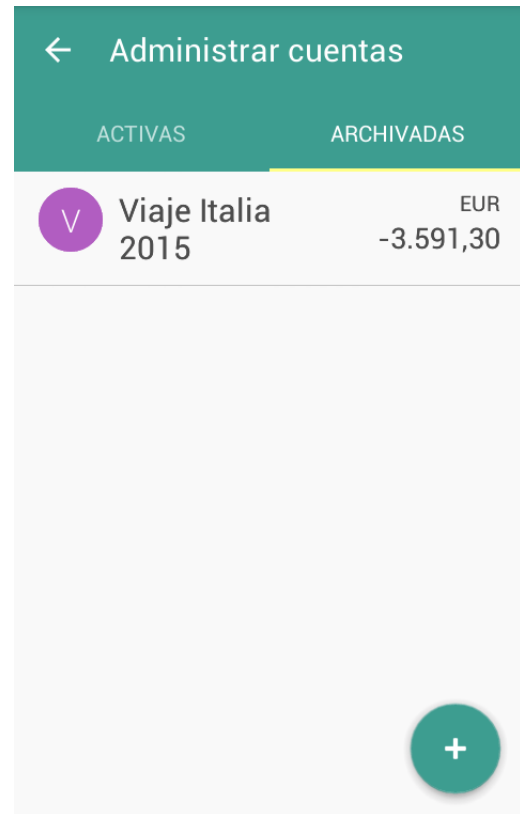 Administrar cuentas
ACTIVAS
ARCHIVADAS
V
Viaje Italia
2015
EUR
-3.591,30
+